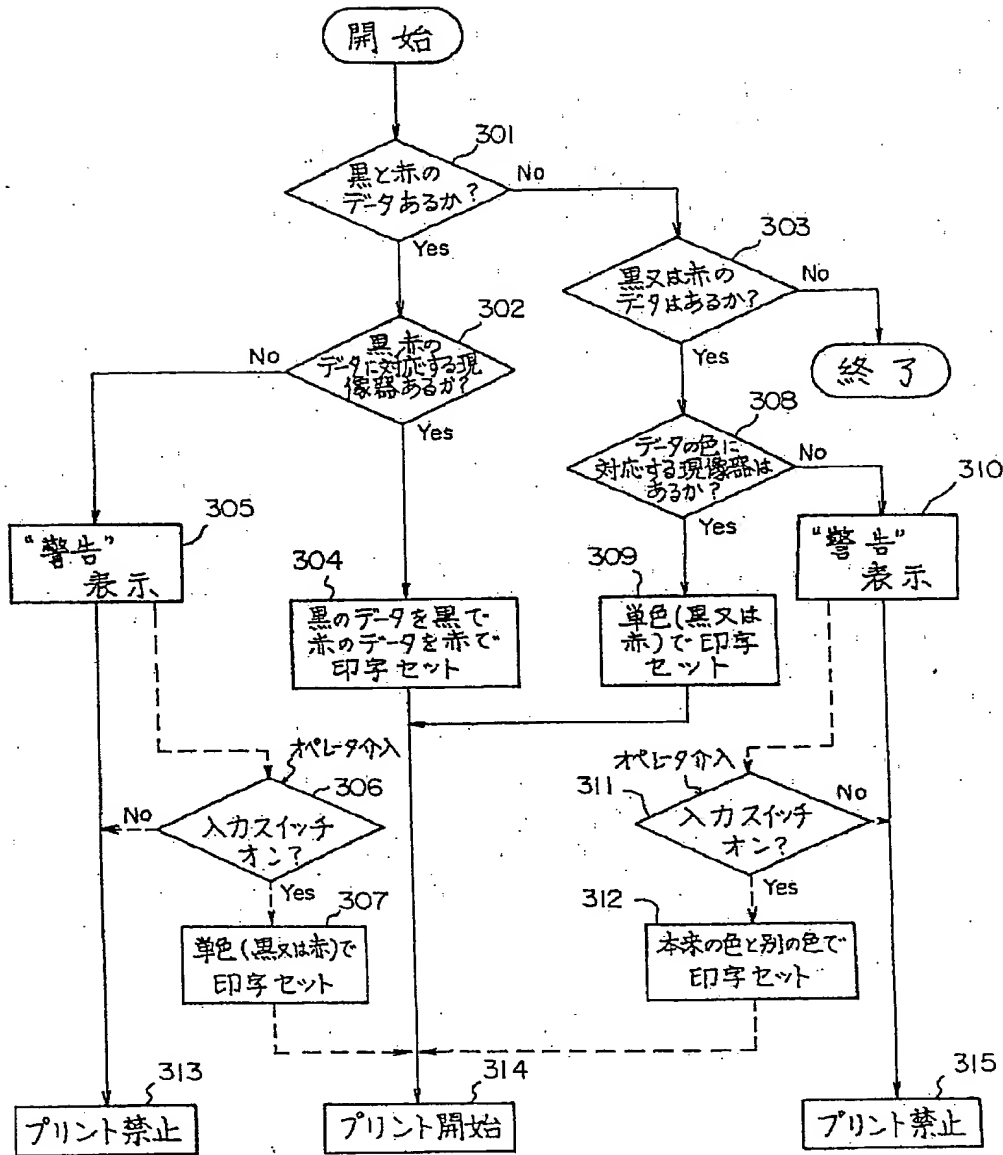 開始
301
黒と赤の
データあるか?
No
Yes
303
黒又は赤の
データはあるか?
No
Yes
終了
302
黒,赤の
データに対応する現
像器あるか?
No
Yes
308
データの色に
対応する現像器は
あるか?
No
Yes
305
"警告"
表示
304
黒のデータを黒で
赤のデータを赤で
印字セット
309
単色(黒又は
赤)で印字
セット
310
"警告"
表示
オペレータ介入
306
入力スイッチ
オン?
No
Yes
オペレータ介入
311
入力スイッチ
オン?
No
Yes
307
単色(黒又は赤)で
印字セット
312
本来の色と別の色で
印字セット
313
プリント禁止
314
プリント開始
315
プリント禁止